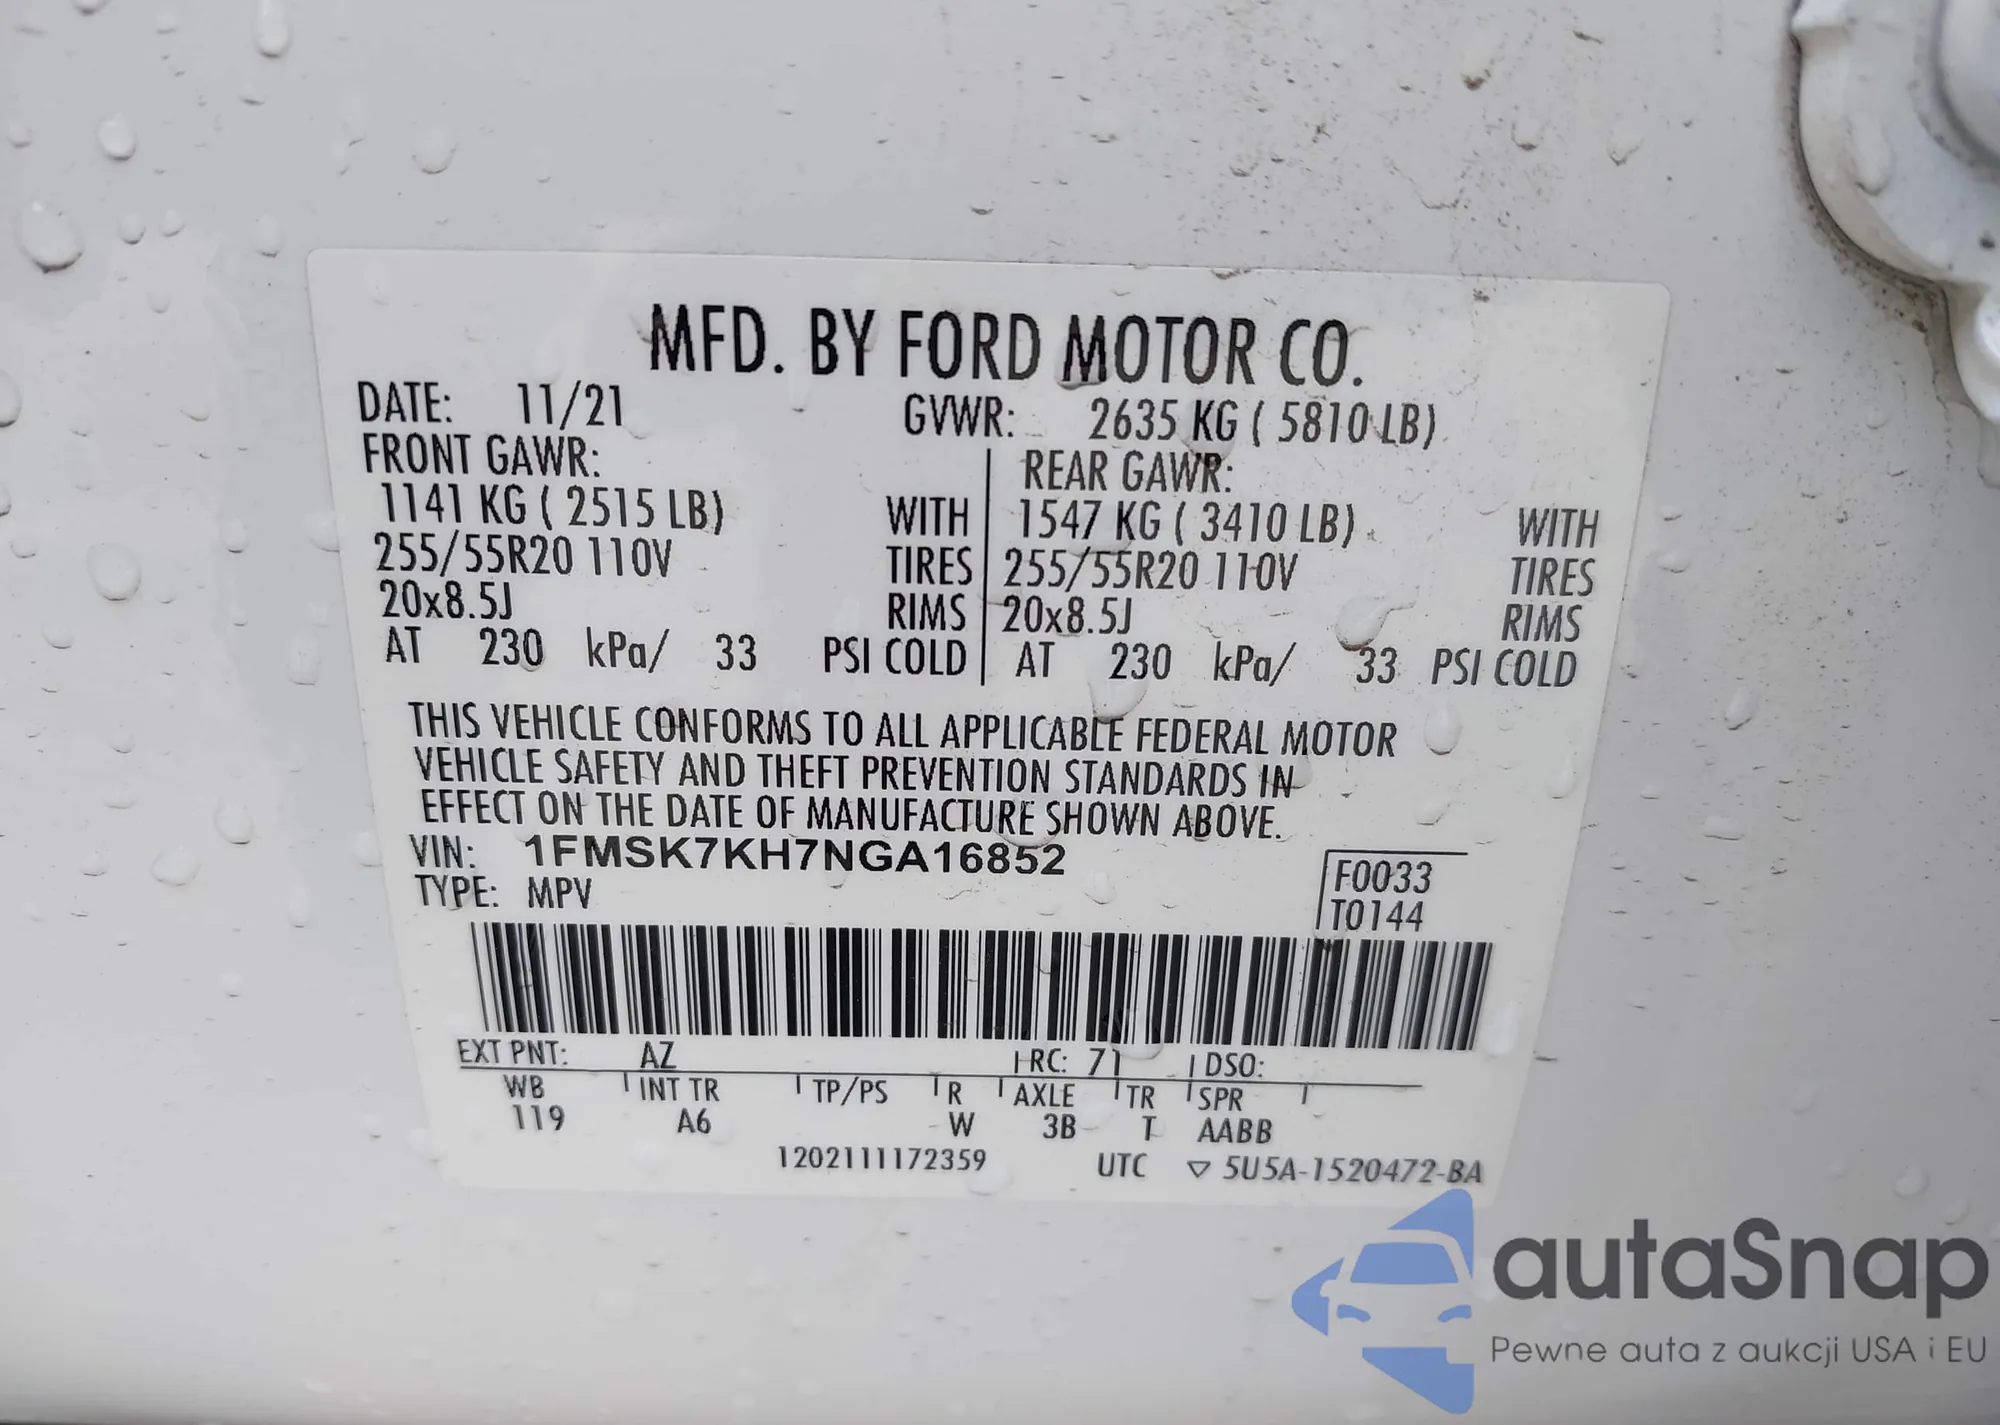 MFD. BY FORD MOTOR CO.
DATE: 11/21 GVWR: 2635 KG ( 5810 LB)
FRONT GAWR: REAR GAWR:
1141 KG ( 2515 LB) WITH 1547 KG ( 3410 LB) WITH
255/55R20 110V TIRES 255/55R20 110V TIRES
20x8.5J RIMS 20x8.5J RIMS
AT 230 kPa/ 33 PSI COLD AT 230 kPa/ 33 PSI COLD
THIS VEHICLE CONFORMS TO ALL APPLICABLE FEDERAL MOTOR
VEHICLE SAFETY AND THEFT PREVENTION STANDARDS IN
EFFECT ON THE DATE OF MANUFACTURE SHOWN ABOVE.
VIN: 1FMSK7KH7NGA16852 F0033
TYPE: MPV T0144
EXT PNT: AZ RC: 71 DSO:
WB INT TR TP/PS R AXLE TR SPR
119 A6 W 3B T AABB
1202111172359 UTC ▽ 5U5A-1520472-BA
autaSnap
Pewne auta z aukcji USA i EU